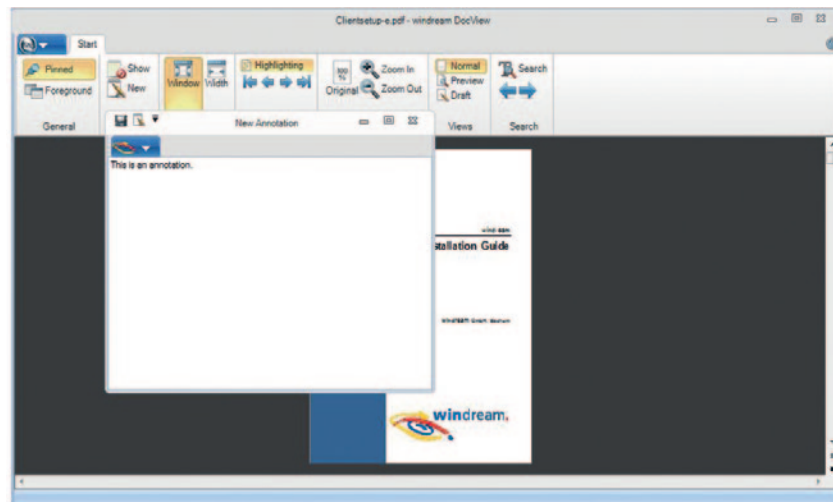 Clientsetup-e.pdf - windream DocView
Start
Pinned
Foreground
General
Show
New
Window
Width
Highlighting
100 %
Original
Zoom In
Zoom Out
Normal
Preview
Draft
Views
Search
Search
New Annotation
This is an annotation.
stallation Guide
windream